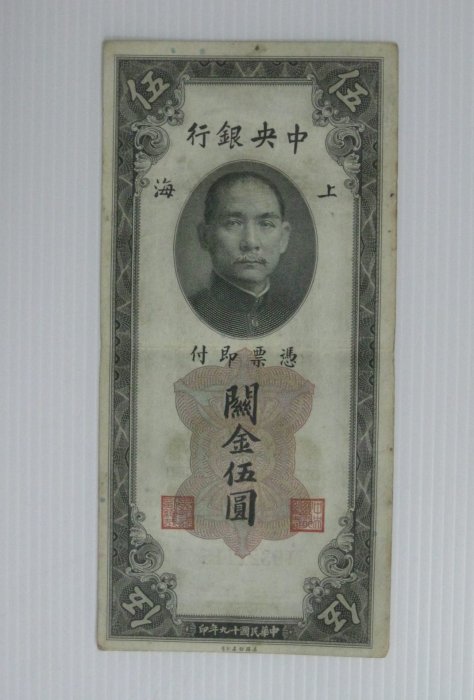 伍 伍
中央銀行
上海
憑票即付
關金伍圓
伍 伍
中華民國十九年印